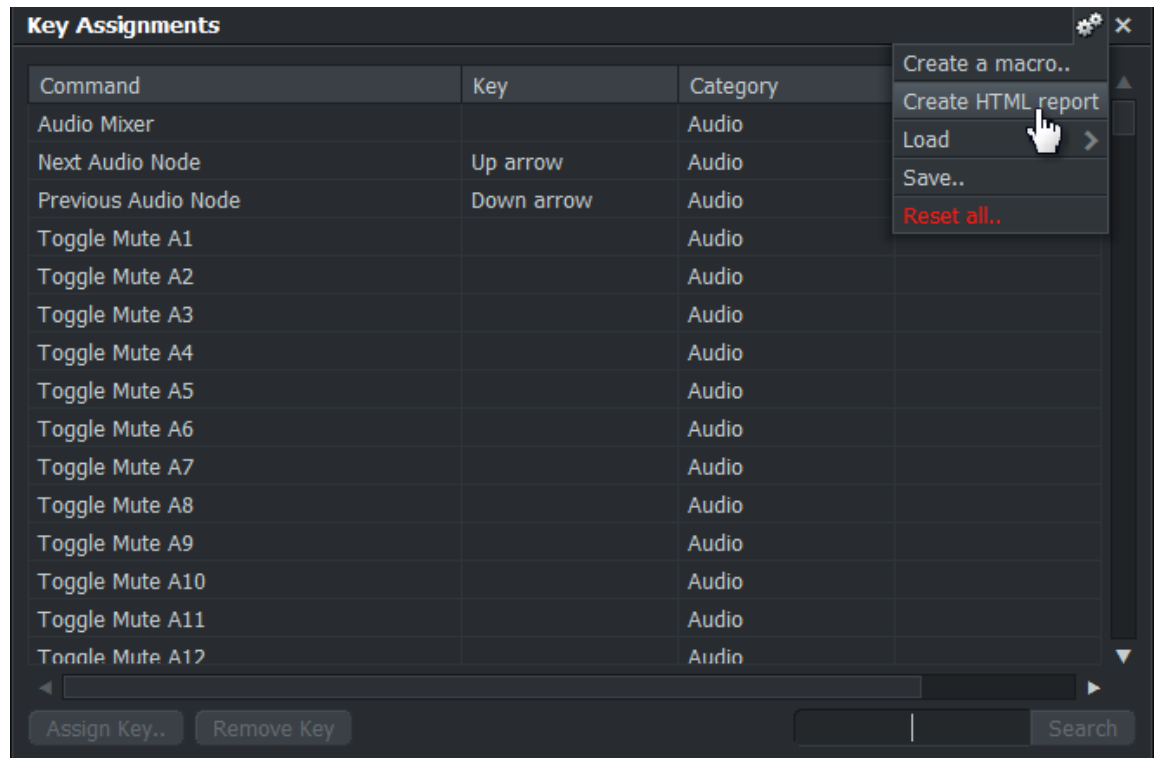 Key Assignments
Create a macro..
Command Key Category
Create HTML report
Audio Mixer Audio
Load
Next Audio Node Up arrow Audio
Save..
Previous Audio Node Down arrow Audio
Reset all..
Toggle Mute A1 Audio
Toggle Mute A2 Audio
Toggle Mute A3 Audio
Toggle Mute A4 Audio
Toggle Mute A5 Audio
Toggle Mute A6 Audio
Toggle Mute A7 Audio
Toggle Mute A8 Audio
Toggle Mute A9 Audio
Toggle Mute A10 Audio
Toggle Mute A11 Audio
Toggle Mute A12 Audio
Assign Key.. Remove Key Search